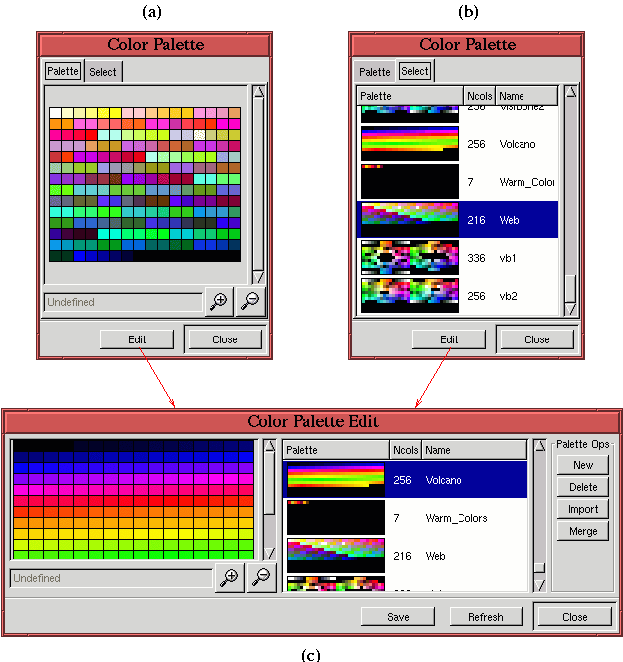 (a)
(b)
Color Palette
Color Palette
Palette Select
Palette Select
Palette Ncols Name
256 Visibone2
256 Volcano
7 Warm_Color
216 Web
336 vb1
256 vb2
Undefined
Edit Close
Edit Close
Color Palette Edit
Palette Ncols Name
256 Volcano
7 Warm_Colors
216 Web
Undefined
Palette Ops
New
Delete
Import
Merge
Save Refresh Close
(c)